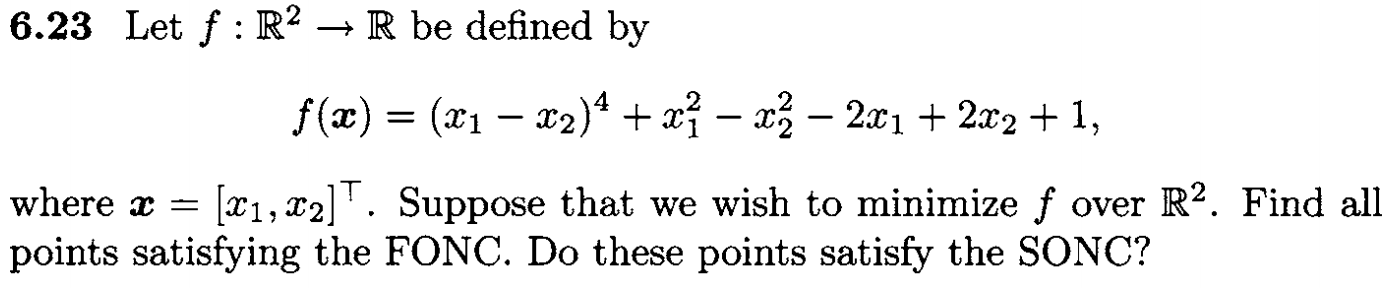 6.23 Let f : ℝ² → ℝ be defined by
f(x) = (x₁ − x₂)⁴ + x₁² − x₂² − 2x₁ + 2x₂ + 1,
where x = [x₁, x₂]⊤. Suppose that we wish to minimize f over ℝ². Find all
points satisfying the FONC. Do these points satisfy the SONC?